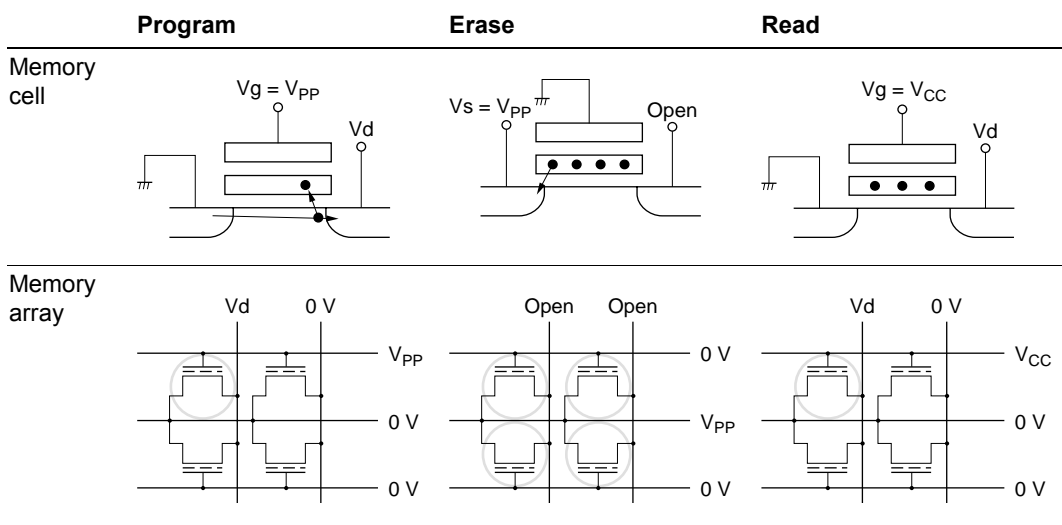 Program Erase Read
Memory
cell
Vg = VPP
Vd
Vs = VPP
Open
Vg = VCC
Vd
Memory
array
Vd 0 V
VPP
0 V
0 V
Open Open
0 V
VPP
0 V
Vd 0 V
VCC
0 V
0 V